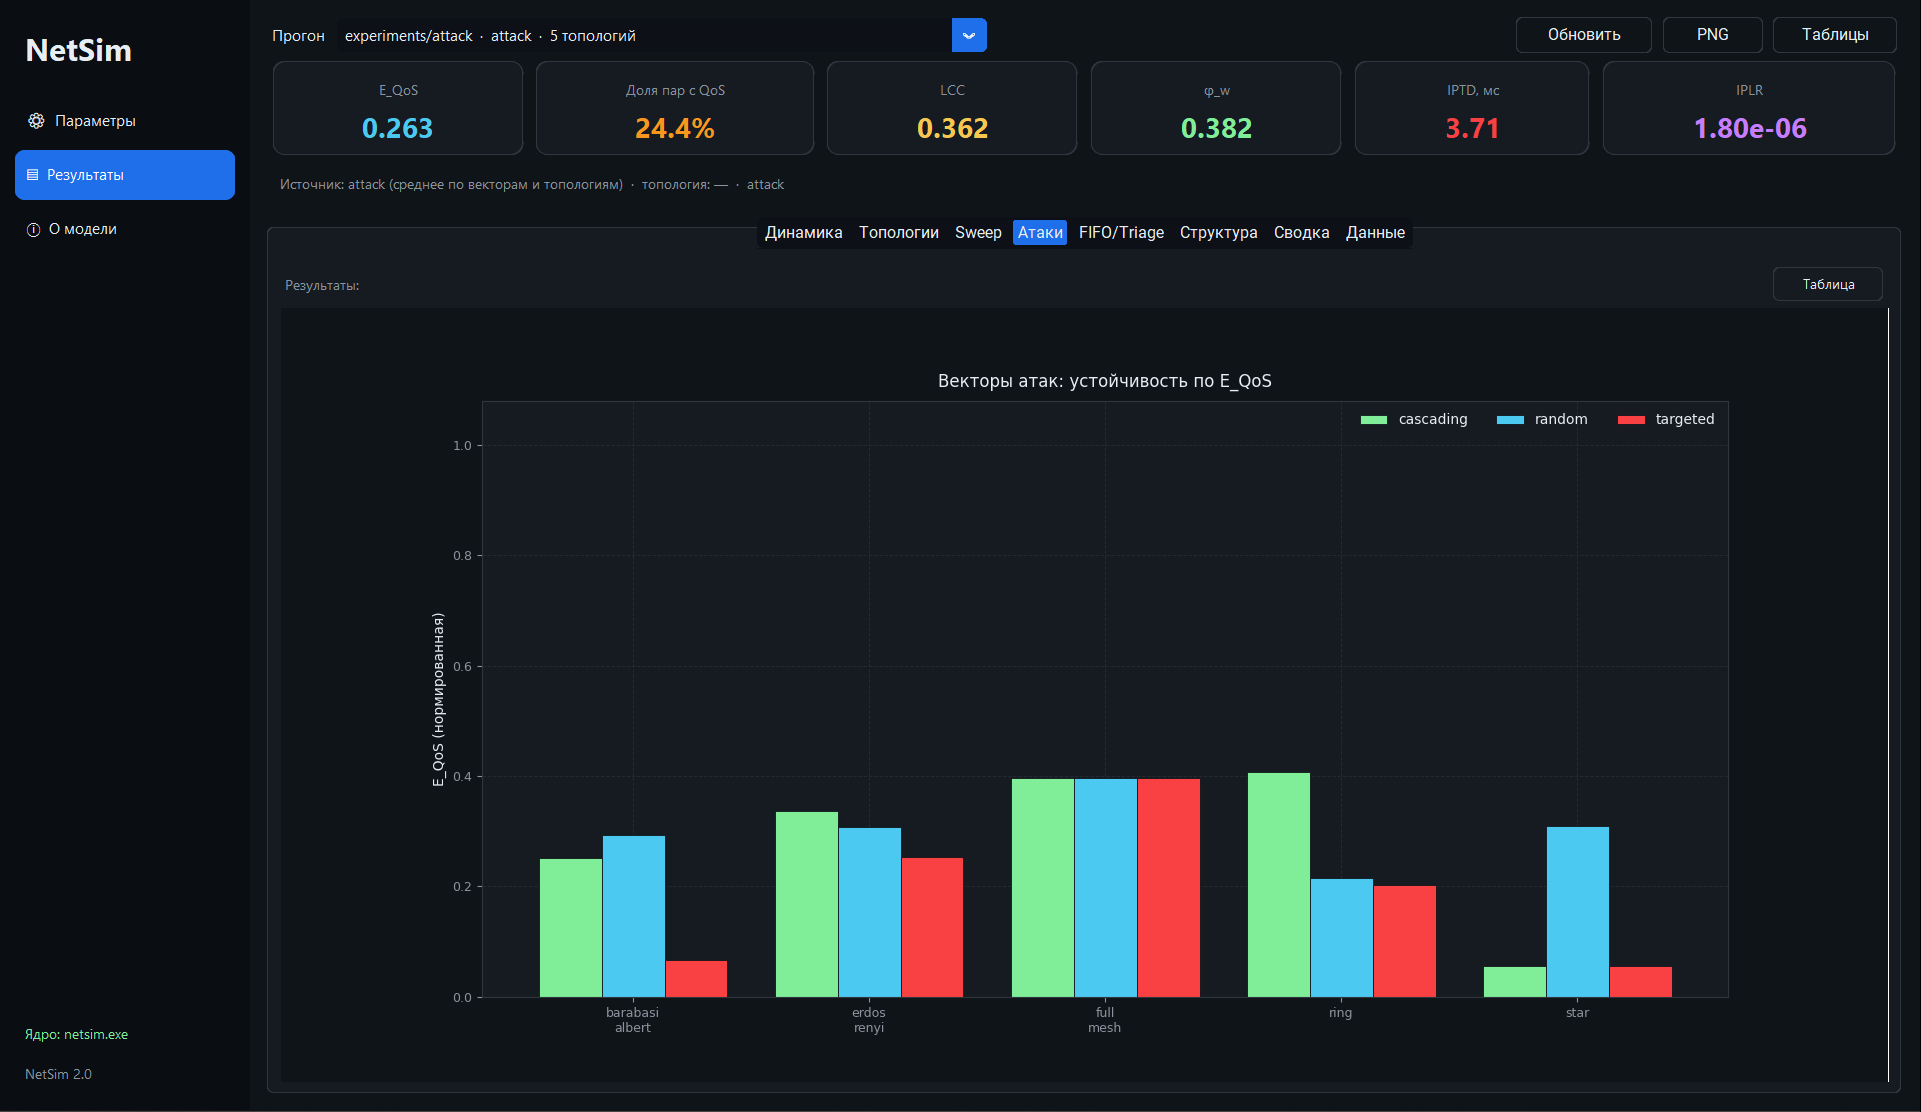 NetSim
Параметры
Результаты
О модели
Ядро: netsim.exe
NetSim 2.0
Прогон experiments/attack · attack · 5 топологий
Обновить PNG Таблицы
E_QoS Доля пар с QoS LCC φ_w IPTD, мс IPLR
0.263 24.4% 0.362 0.382 3.71 1.80e-06
Источник: attack (среднее по векторам и топологиям) · топология: — · attack
Динамика Топологии Sweep Атаки FIFO/Triage Структура Сводка Данные
Результаты: Таблица
Векторы атак: устойчивость по E_QoS
cascading random targeted
E_QoS (нормированная)
1.0
0.8
0.6
0.4
0.2
0.0
barabasi
albert
erdos
renyi
full
mesh
ring
star